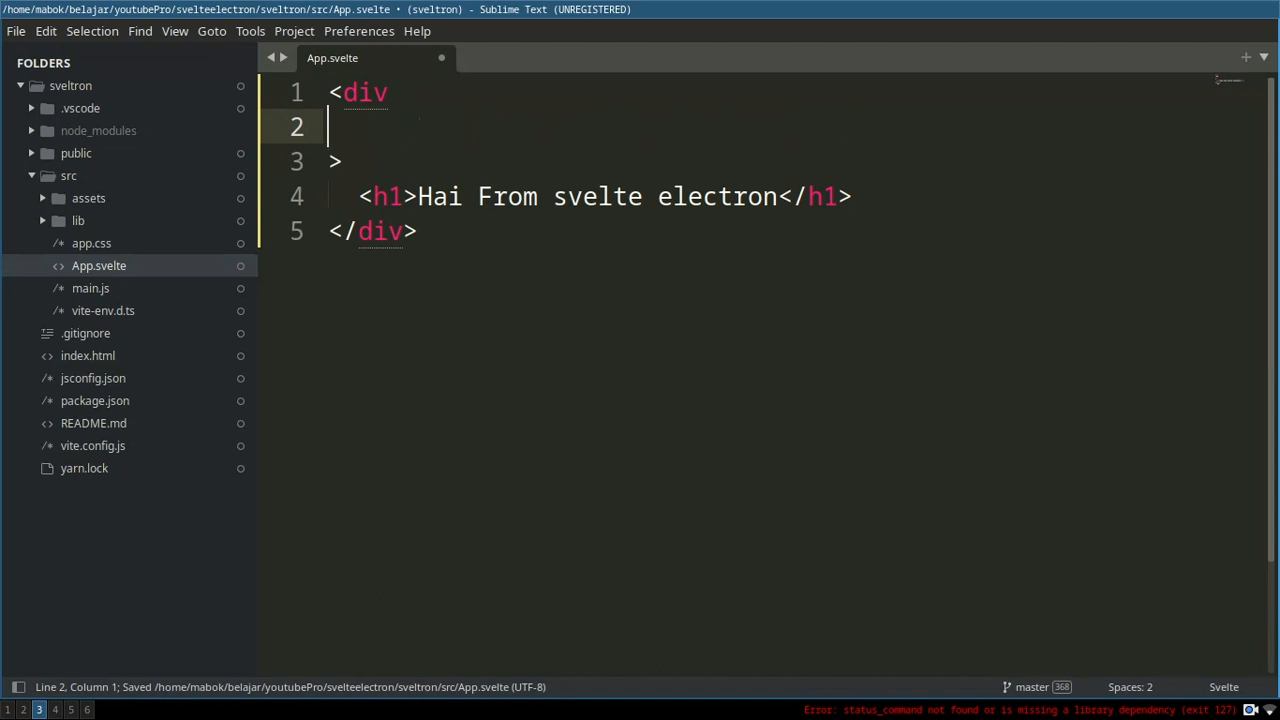 /home/mabok/belajar/youtubePro/svelteelectron/sveltron/src/App.svelte • (sveltron) - Sublime Text (UNREGISTERED)
File Edit Selection Find View Goto Tools Project Preferences Help
FOLDERS
sveltron
.vscode
node_modules
public
src
assets
lib
/* app.css
<> App.svelte
/* main.js
/* vite-env.d.ts
.gitignore
<> index.html
/* jsconfig.json
/* package.json
<> README.md
/* vite.config.js
yarn.lock
App.svelte
1 <div
2
3 >
4 <h1>Hai From svelte electron</h1>
5 </div>
Line 2, Column 1; Saved /home/mabok/belajar/youtubePro/svelteelectron/sveltron/src/App.svelte (UTF-8)
master 368 Spaces: 2 Svelte
1 2 3 4 5 6 Error: status_command not found or is missing a library dependency (exit 127)